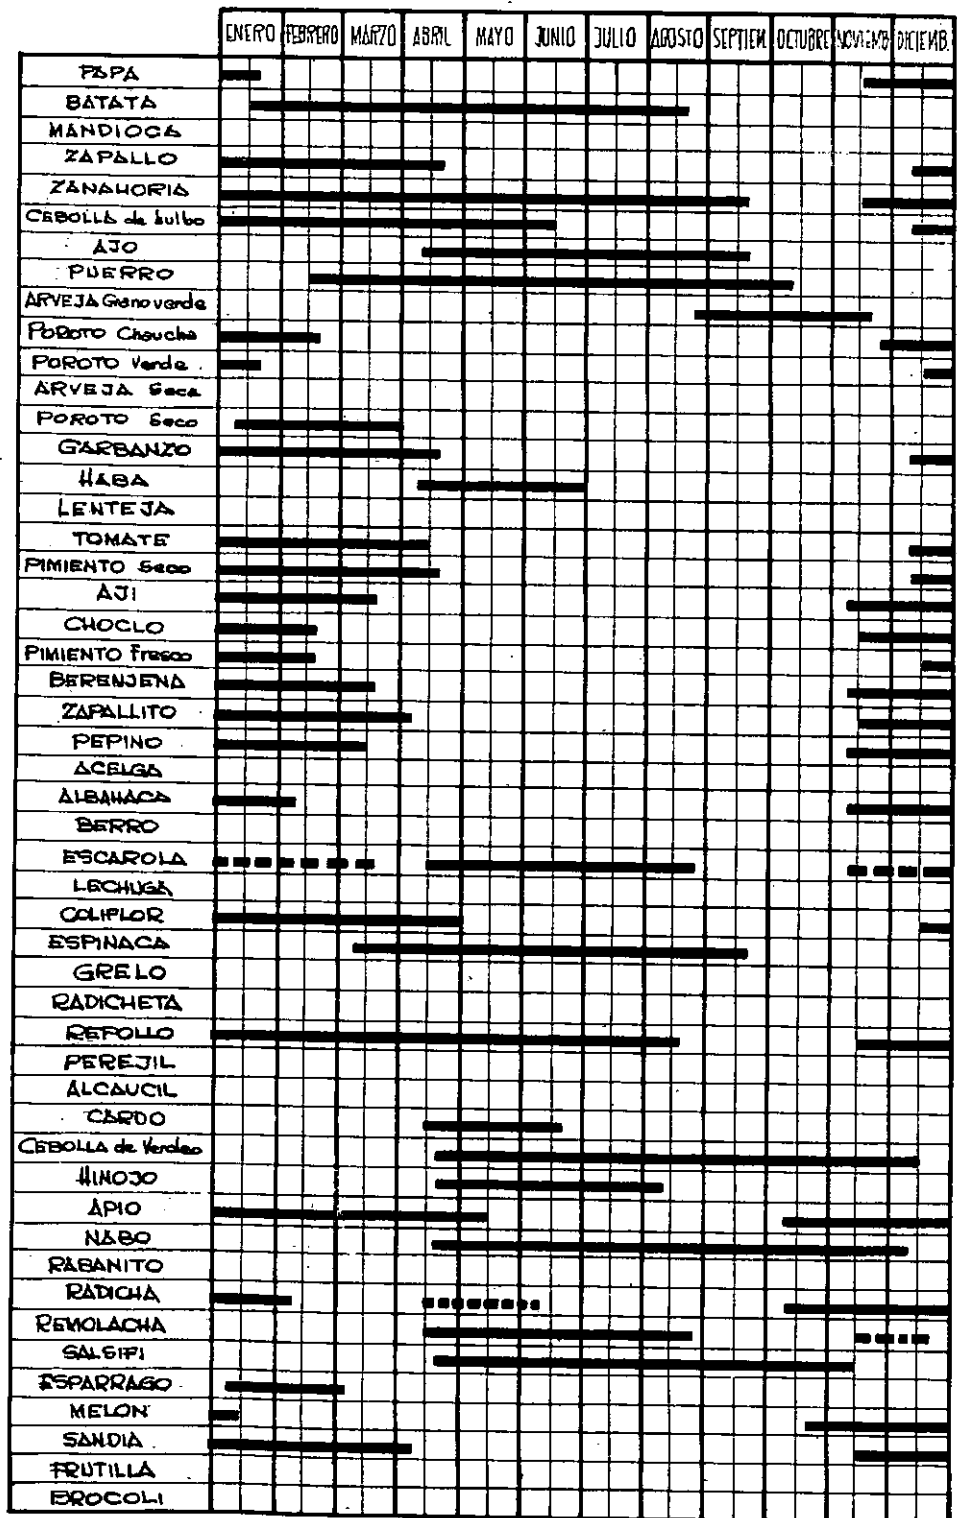 ENERO FEBRERO MARZO ABRIL MAYO JUNIO JULIO AGOSTO SEPTIEM. OCTUBRE NOVIEMB DICIEMB.
PAPA
BATATA
MANDIOCA
ZAPALLO
ZANAHORIA
CEBOLLA de bulbo
AJO
PUERRO
ARVEJA Grano verde
POROTO Chaucha
POROTO Verde
ARVEJA Seca
POROTO Seco
GARBANZO
HABA
LENTEJA
TOMATE
PIMIENTO Seco
AJI
CHOCLO
PIMIENTO Fresco
BERENJENA
ZAPALLITO
PEPINO
ACELGA
ALBAHACA
BERRO
ESCAROLA
LECHUGA
COLIFLOR
ESPINACA
GRELO
RADICHETA
REPOLLO
PEREJIL
ALCAUCIL
CARDO
CEBOLLA de Verdeo
HINOJO
APIO
NABO
RABANITO
RADICHA
REMOLACHA
SALSIFI
ESPARRAGO
MELON
SANDIA
FRUTILLA
BROCOLI